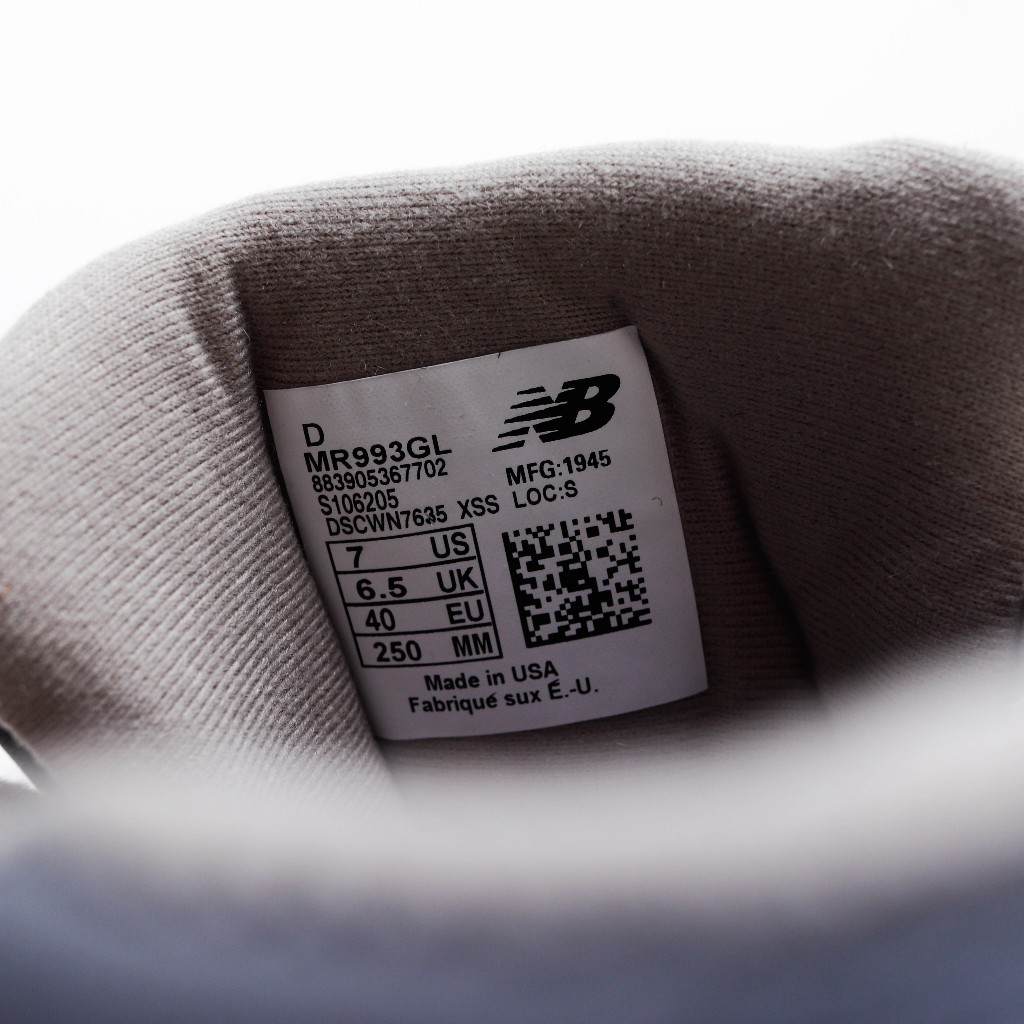 D
NB
MR993GL
883905367702
MFG:1945
S106205
LOC:S
DSCWN7635 XSS
7 US
6.5 UK
40 EU
250 MM
Made in USA
Fabriqué sux É.-U.